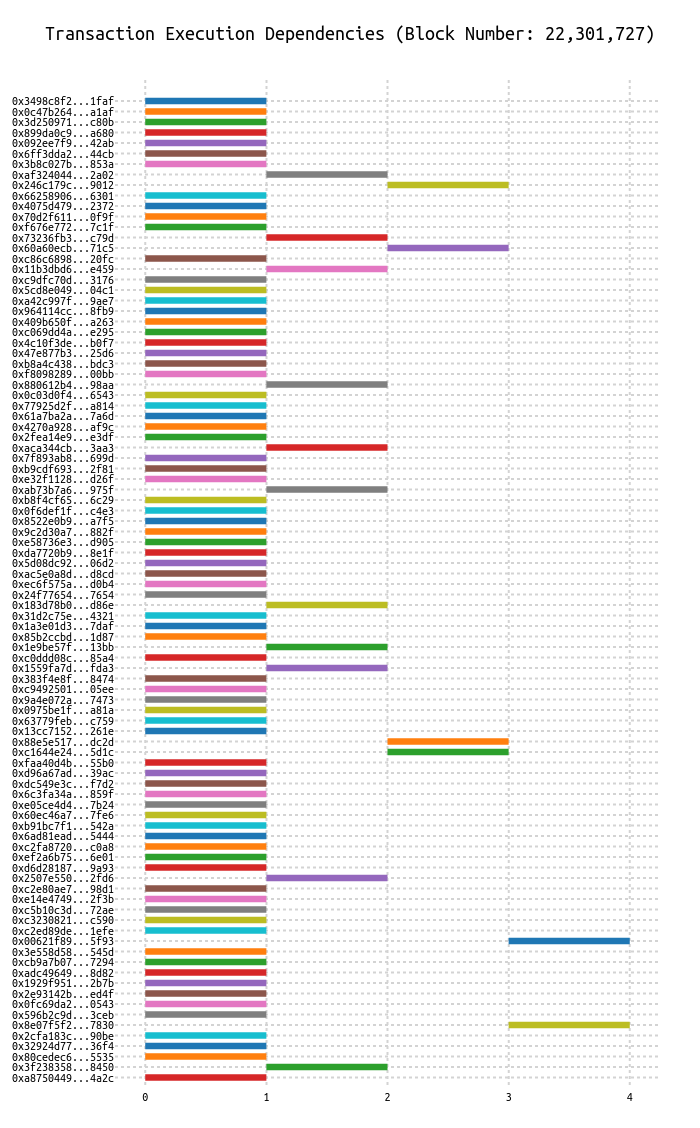 Transaction Execution Dependencies (Block Number: 22,301,727)
0x3498c8f2...1faf
0x0c47b264...a1af
0x3d250971...c80b
0x899da0c9...a680
0x092ee7f9...42ab
0x6ff3dda2...44cb
0x3b8c027b...853a
0xaf324044...2a02
0x246c179c...9012
0x66258906...6301
0x4075d479...2372
0x70d2f611...0f9f
0xf676e772...7c1f
0x73236fb3...c79d
0x60a60ecb...71c5
0xc86c6898...20fc
0x11b3dbd6...e459
0xc9dfc70d...3176
0x5cd8e049...04c1
0xa42c997f...9ae7
0x964114cc...8fb9
0x409b650f...a263
0xc069dd4a...e295
0x4c10f3de...b0f7
0x47e877b3...25d6
0xb8a4c438...bdc3
0xf8098289...00bb
0x880612b4...98aa
0x0c03d0f4...6543
0x77925d2f...a814
0x61a7ba2a...7a6d
0x4270a928...af9c
0x2fea14e9...e3df
0xaca344cb...3aa3
0x7f893ab8...699d
0xb9cdf693...2f81
0xe32f1128...d26f
0xab73b7a6...975f
0xb8f4cf65...6c29
0x0f6def1f...c4e3
0x8522e0b9...a7f5
0x9c2d30a7...882f
0xe58736e3...d905
0xda7720b9...8e1f
0x5d08dc92...06d2
0xac5e0a8d...d8cd
0xec6f575a...d0b4
0x24f77654...7654
0x183d78b0...d86e
0x31d2c75e...4321
0x1a3e01d3...7daf
0x85b2ccbd...1d87
0x1e9be57f...13bb
0xc0ddd08c...85a4
0x1559fa7d...fda3
0x383f4e8f...8474
0xc9492501...05ee
0x9a4e072a...7473
0x0975be1f...a81a
0x63779feb...c759
0x13cc7152...261e
0x88e5e517...dc2d
0xc1644e24...5d1c
0xfaa40d4b...55b0
0xd96a67ad...39ac
0xdc549e3c...f7d2
0x6c3fa34a...859f
0xe05ce4d4...7b24
0x60ec46a7...7fe6
0xb91bc7f1...542a
0x6ad81ead...5444
0xc2fa8720...c0a8
0xef2a6b75...6e01
0xd6d28187...9a93
0x2507e550...2fd6
0xc2e80ae7...98d1
0xe14e4749...2f3b
0xc5b10c3d...72ae
0xc3230821...c590
0xc2ed89de...1efe
0x00621f89...5f93
0x3e558d58...545d
0xcb9a7b07...7294
0xadc49649...8d82
0x1929f951...2b7b
0x2e93142b...ed4f
0x0fc69da2...0543
0x596b2c9d...3ceb
0x8e07f5f2...7830
0x2cfa183c...90be
0x32924d77...36f4
0x80cedec6...5535
0x3f238358...8450
0xa8750449...4a2c
0 1 2 3 4